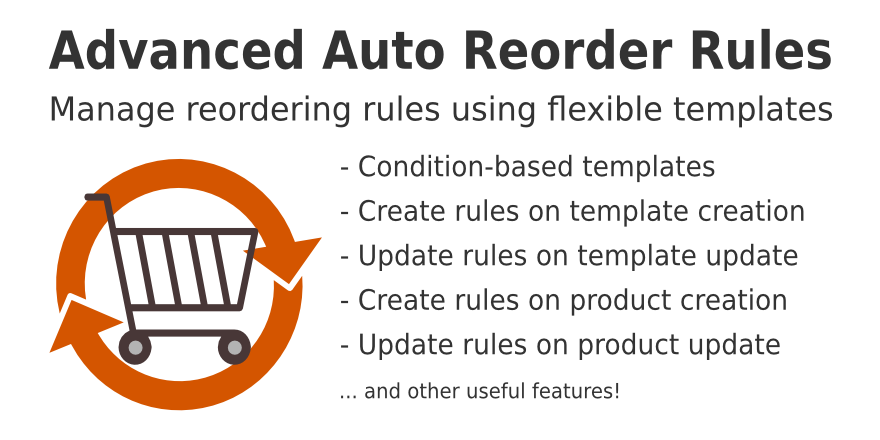 Advanced Auto Reorder Rules
Manage reordering rules using flexible templates
- Condition-based templates
- Create rules on template creation
- Update rules on template update
- Create rules on product creation
- Update rules on product update
... and other useful features!